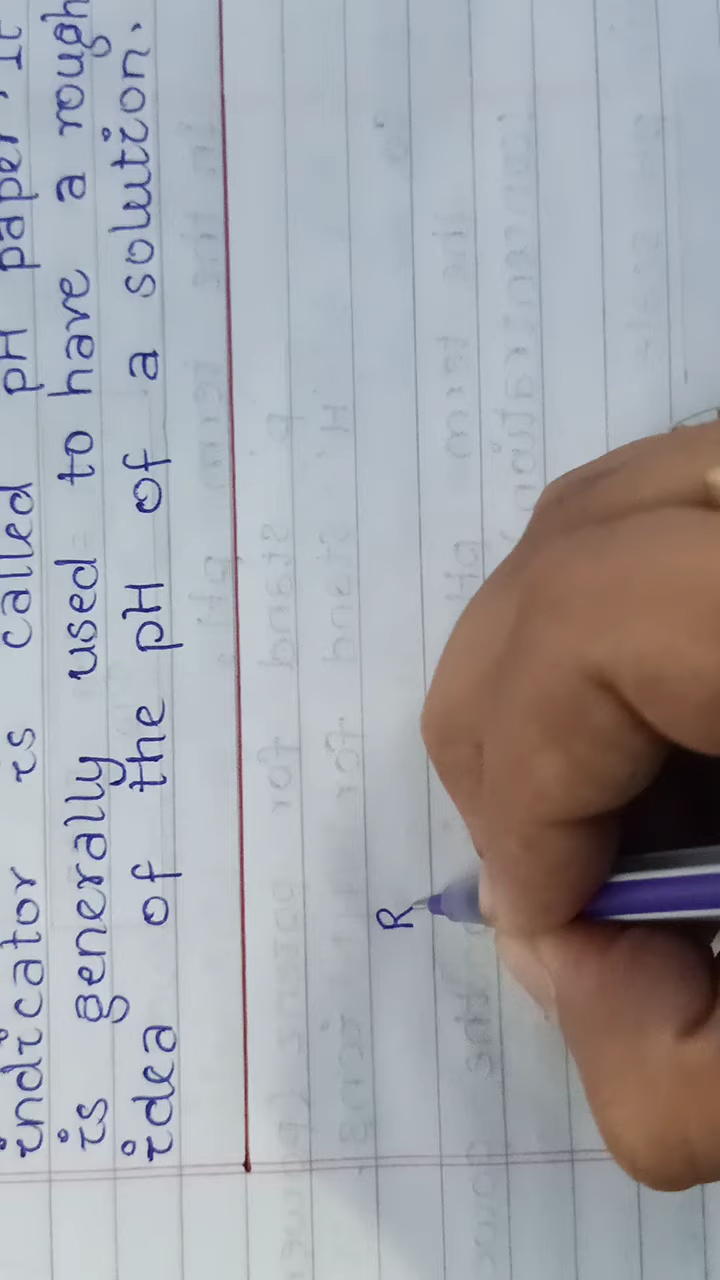 indicator is called pH paper. It
is generally used to have a rough
idea of the pH of a solution.
R